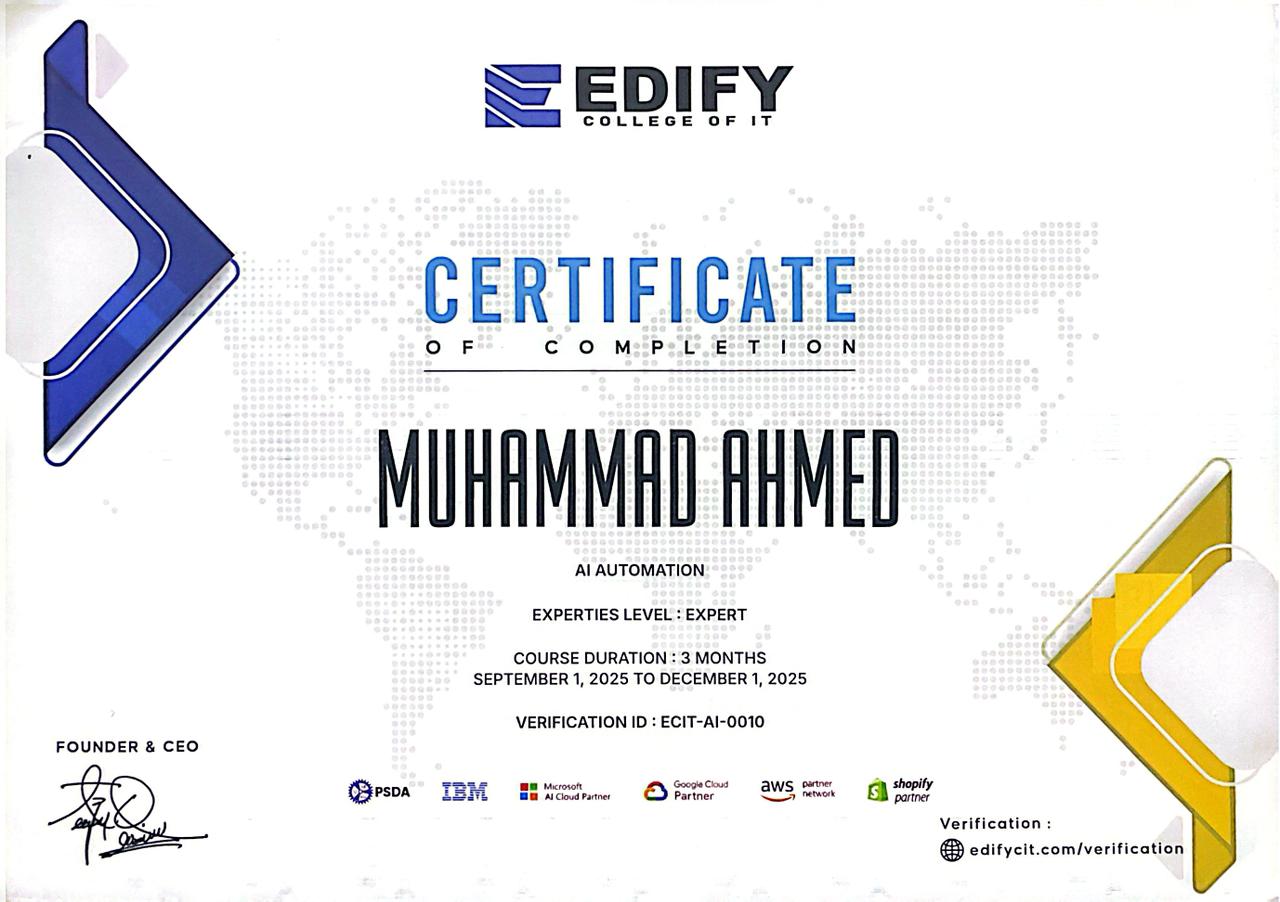 EDIFY
COLLEGE OF IT
CERTIFICATE
OF COMPLETION
MUHAMMAD AHMED
AI AUTOMATION
EXPERTIES LEVEL : EXPERT
COURSE DURATION : 3 MONTHS
SEPTEMBER 1, 2025 TO DECEMBER 1, 2025
VERIFICATION ID : ECIT-AI-0010
FOUNDER & CEO
PSDA
IBM
Microsoft
AI Cloud Partner
Google Cloud
Partner
aws partner
network
shopify
partner
Verification :
edifycit.com/verification